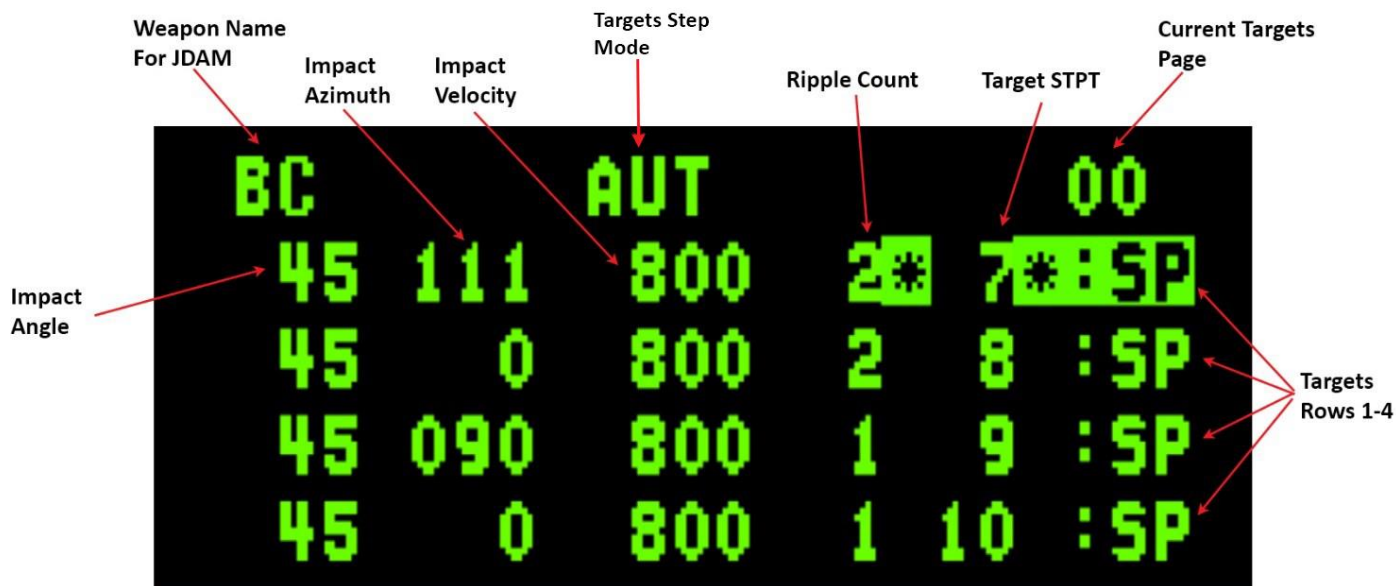 Weapon Name
For JDAM
Impact
Azimuth
Impact
Velocity
Targets Step
Mode
Ripple Count
Target STPT
Current Targets
Page
BC AUT 00
45 111 800 2* 7* :SP
45 0 800 2 8 :SP
45 090 800 1 9 :SP
45 0 800 1 10 :SP
Impact
Angle
Targets
Rows 1-4